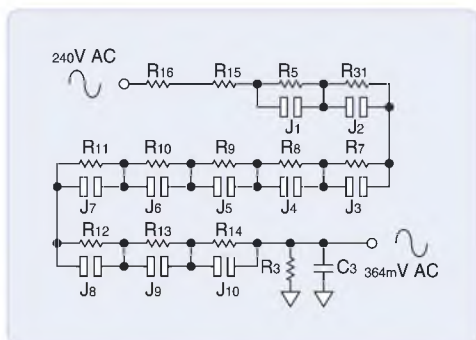 240V AC
R16 R15 R5 R31
J1 J2
R11 R10 R9 R8 R7
J7 J6 J5 J4 J3
R12 R13 R14
R3 C3
J8 J9 J10
364mV AC